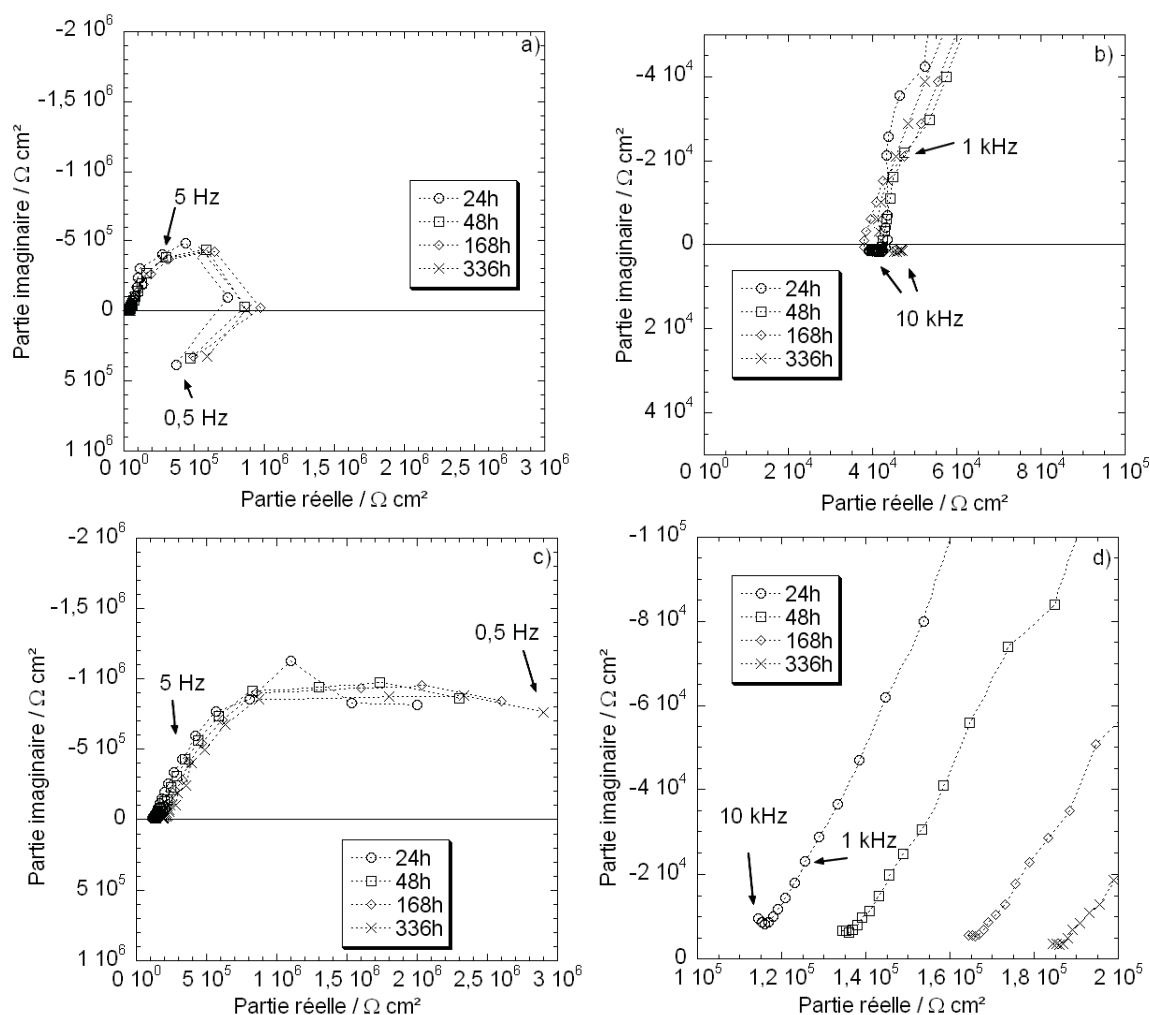 a)
-2 10⁶
-1,5 10⁶
-1 10⁶
-5 10⁵
0
5 10⁵
1 10⁶
Partie imaginaire / Ω cm²
5 Hz
0,5 Hz
24h
48h
168h
336h
0 10⁰
5 10⁵
1 10⁶
1,5 10⁶
2 10⁶
2,5 10⁶
3 10⁶
Partie réelle / Ω cm²
b)
-4 10⁴
-2 10⁴
0
2 10⁴
4 10⁴
Partie imaginaire / Ω cm²
1 kHz
10 kHz
24h
48h
168h
336h
0 10⁰
2 10⁴
4 10⁴
6 10⁴
8 10⁴
1 10⁵
Partie réelle / Ω cm²
c)
-2 10⁶
-1,5 10⁶
-1 10⁶
-5 10⁵
0
5 10⁵
1 10⁶
Partie imaginaire / Ω cm²
0,5 Hz
5 Hz
24h
48h
168h
336h
0 10⁰
5 10⁵
1 10⁶
1,5 10⁶
2 10⁶
2,5 10⁶
3 10⁶
Partie réelle / Ω cm²
d)
-1 10⁵
-8 10⁴
-6 10⁴
-4 10⁴
-2 10⁴
0
Partie imaginaire / Ω cm²
24h
48h
168h
336h
10 kHz
1 kHz
1 10⁵
1,2 10⁵
1,4 10⁵
1,6 10⁵
1,8 10⁵
2 10⁵
Partie réelle / Ω cm²